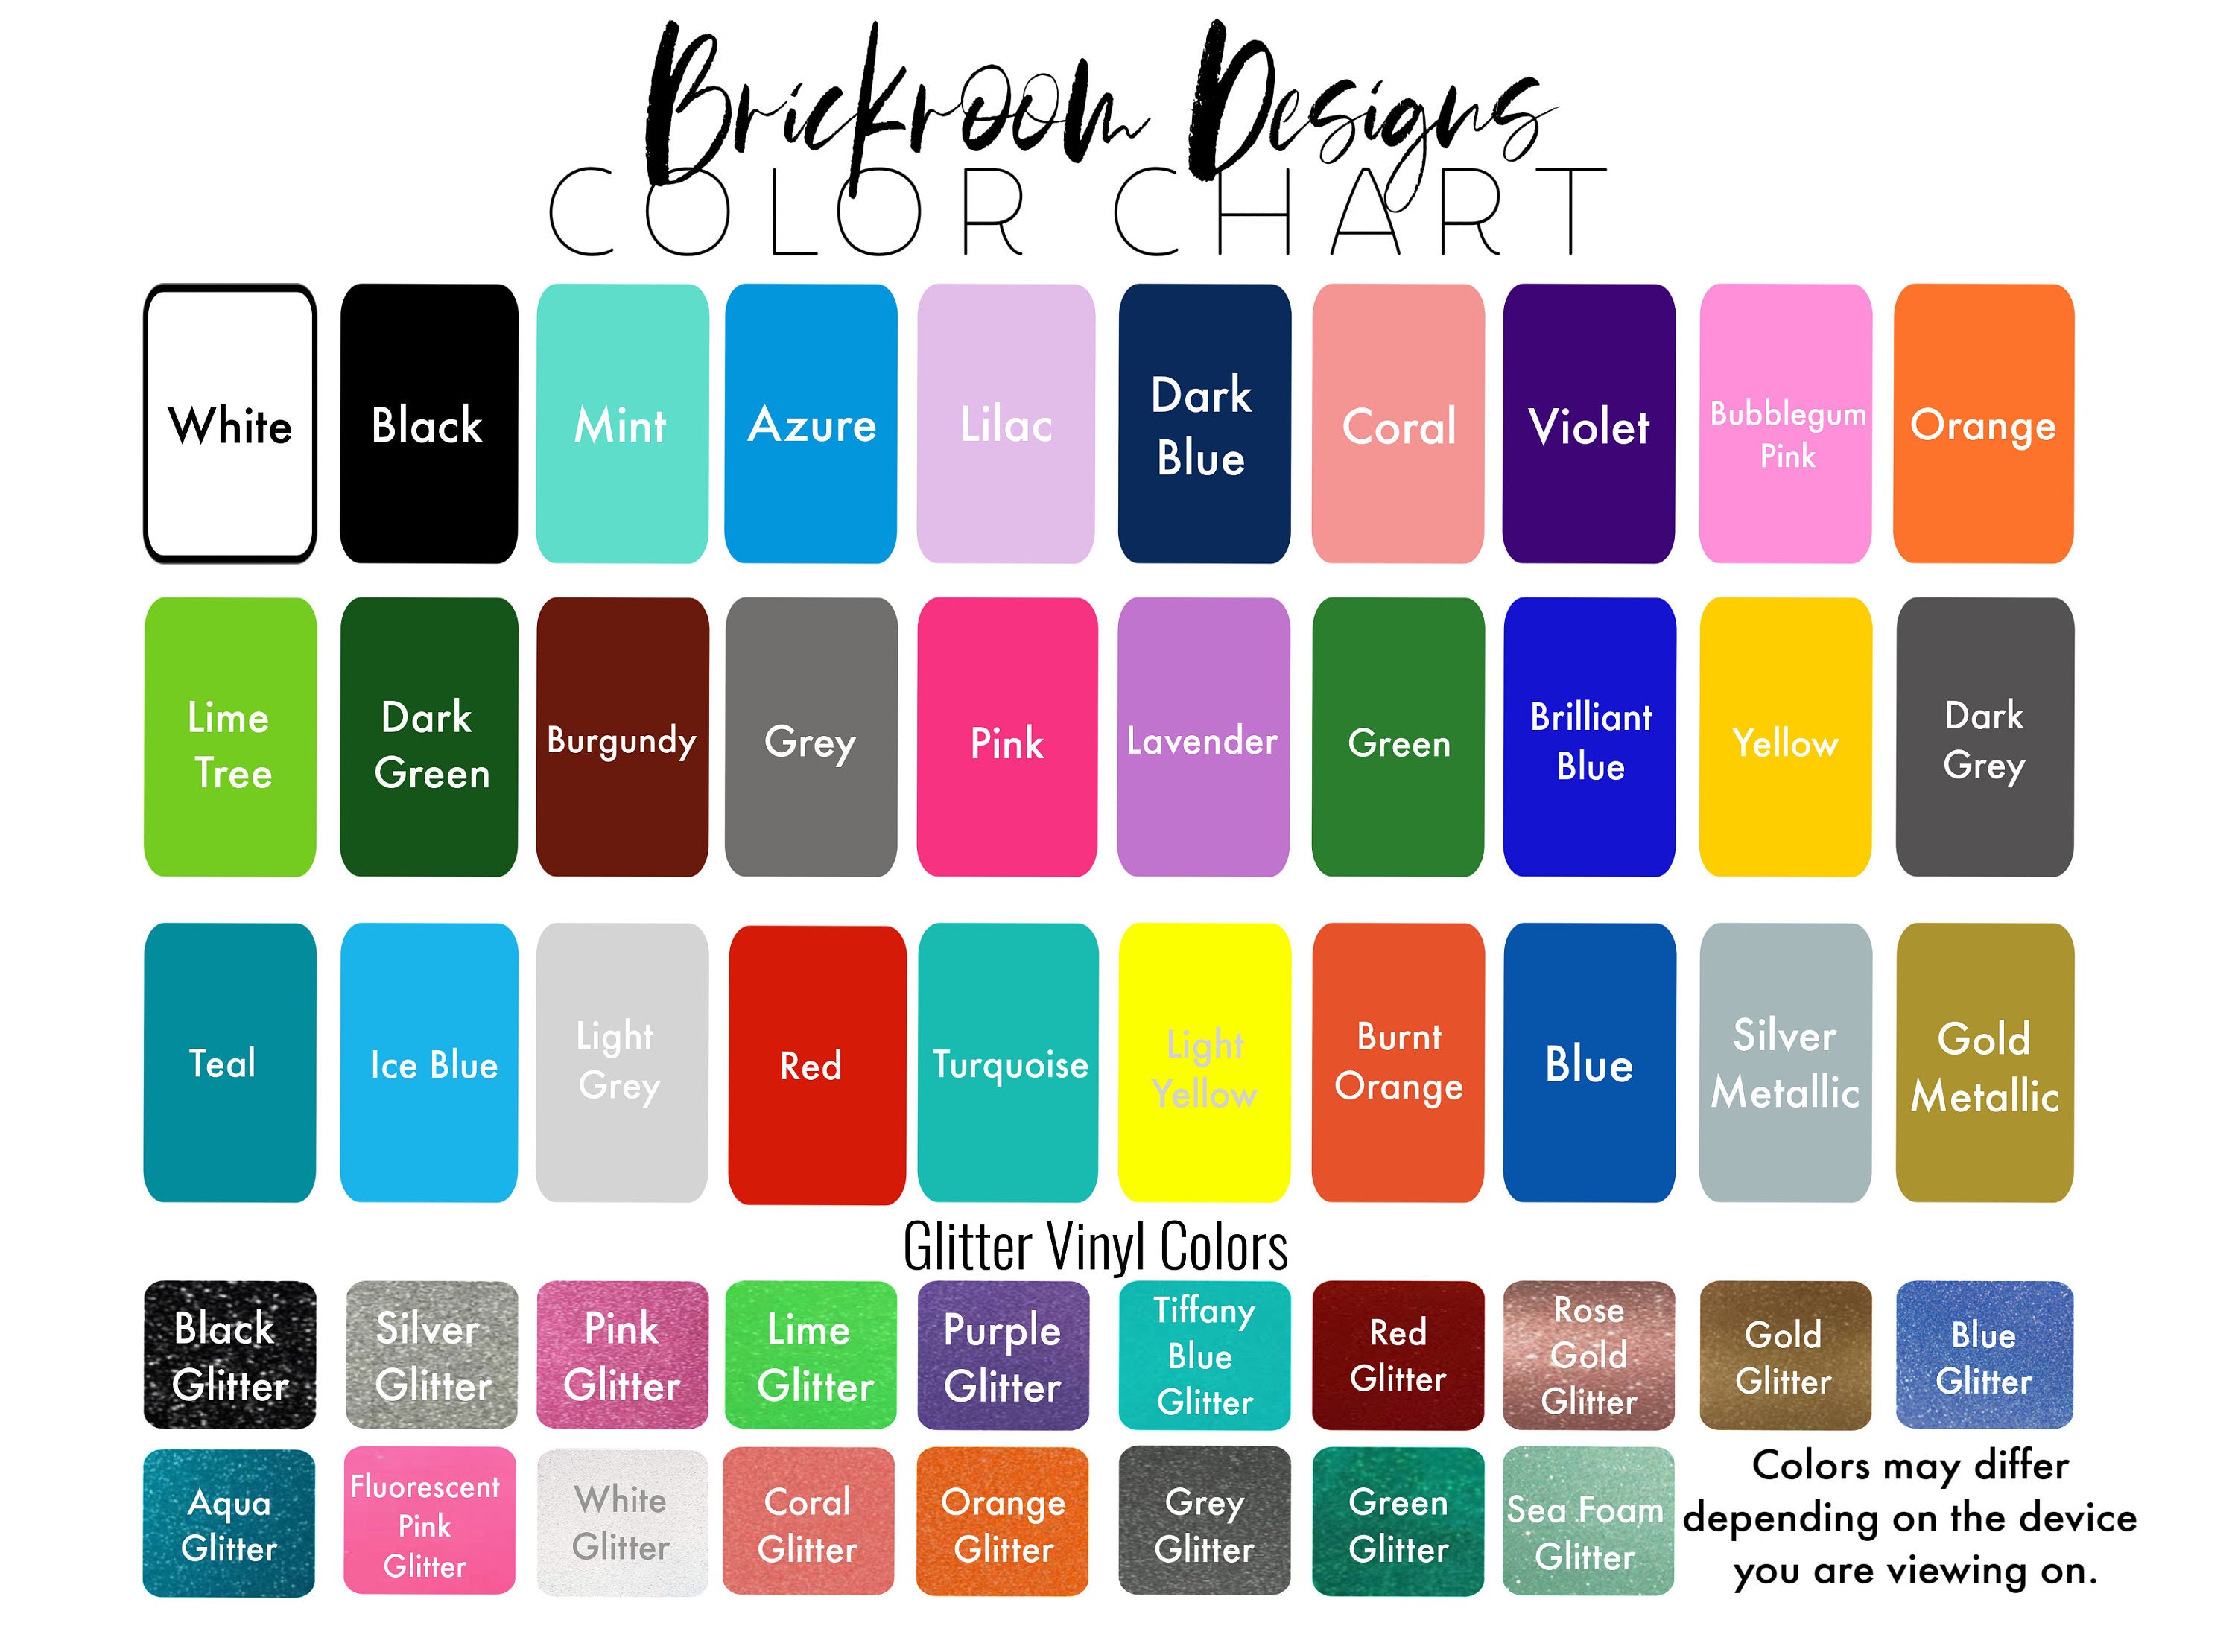 Brickroom Designs
COLOR CHART
White
Black
Mint
Azure
Lilac
Dark
Blue
Coral
Violet
Bubblegum
Pink
Orange
Lime
Tree
Dark
Green
Burgundy
Grey
Pink
Lavender
Green
Brilliant
Blue
Yellow
Dark
Grey
Teal
Ice Blue
Light
Grey
Red
Turquoise
Light
Yellow
Burnt
Orange
Blue
Silver
Metallic
Gold
Metallic
Glitter Vinyl Colors
Black
Glitter
Silver
Glitter
Pink
Glitter
Lime
Glitter
Purple
Glitter
Tiffany
Blue
Glitter
Red
Glitter
Rose
Gold
Glitter
Gold
Glitter
Blue
Glitter
Aqua
Glitter
Fluorescent
Pink
Glitter
White
Glitter
Coral
Glitter
Orange
Glitter
Grey
Glitter
Green
Glitter
Sea Foam
Glitter
Colors may differ
depending on the device
you are viewing on.